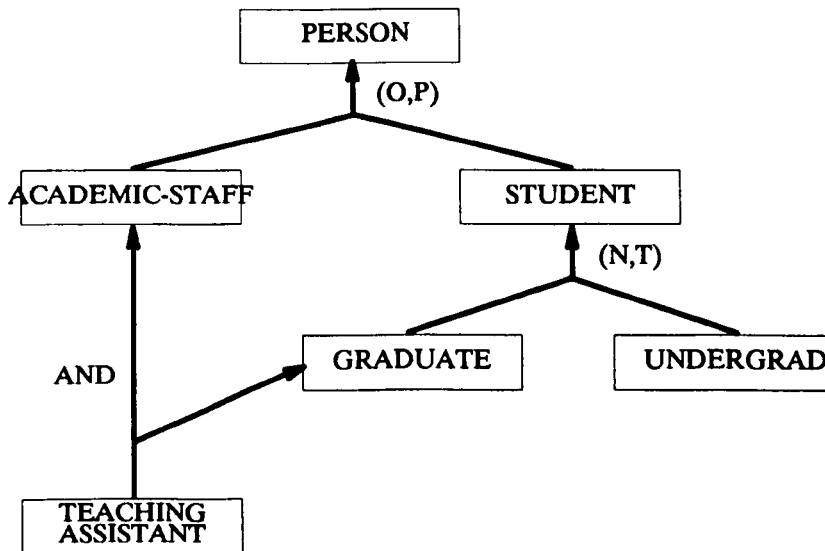 PERSON
(O,P)
ACADEMIC-STAFF
STUDENT
(N,T)
GRADUATE
UNDERGRAD
AND
TEACHING
ASSISTANT